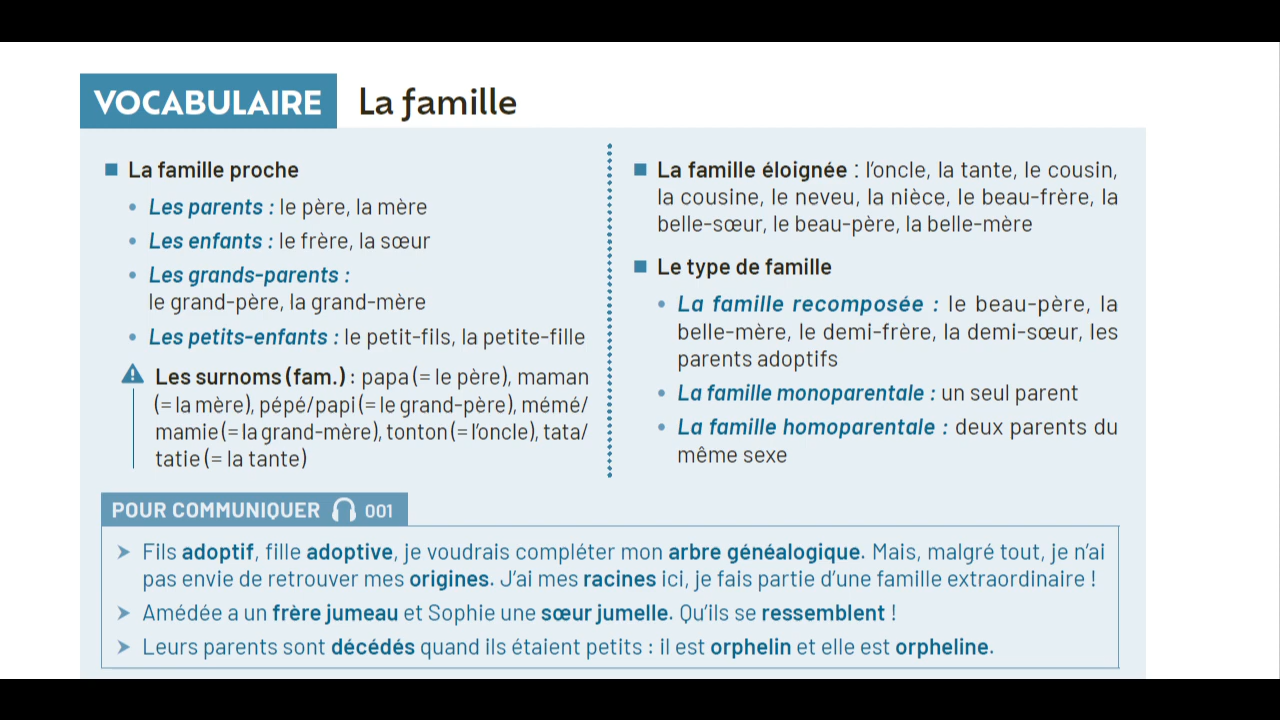 VOCABULAIRE La famille
La famille proche
Les parents : le père, la mère
Les enfants : le frère, la sœur
Les grands-parents :
le grand-père, la grand-mère
Les petits-enfants : le petit-fils, la petite-fille
Les surnoms (fam.) : papa (= le père), maman
(= la mère), pépé/papi (= le grand-père), mémé/
mamie (= la grand-mère), tonton (= l'oncle), tata/
tatie (= la tante)
La famille éloignée : l'oncle, la tante, le cousin,
la cousine, le neveu, la nièce, le beau-frère, la
belle-sœur, le beau-père, la belle-mère
Le type de famille
La famille recomposée : le beau-père, la
belle-mère, le demi-frère, la demi-sœur, les
parents adoptifs
La famille monoparentale : un seul parent
La famille homoparentale : deux parents du
même sexe
POUR COMMUNIQUER 001
Fils adoptif, fille adoptive, je voudrais compléter mon arbre généalogique. Mais, malgré tout, je n'ai
pas envie de retrouver mes origines. J'ai mes racines ici, je fais partie d'une famille extraordinaire !
Amédée a un frère jumeau et Sophie une sœur jumelle. Qu'ils se ressemblent !
Leurs parents sont décédés quand ils étaient petits : il est orphelin et elle est orpheline.